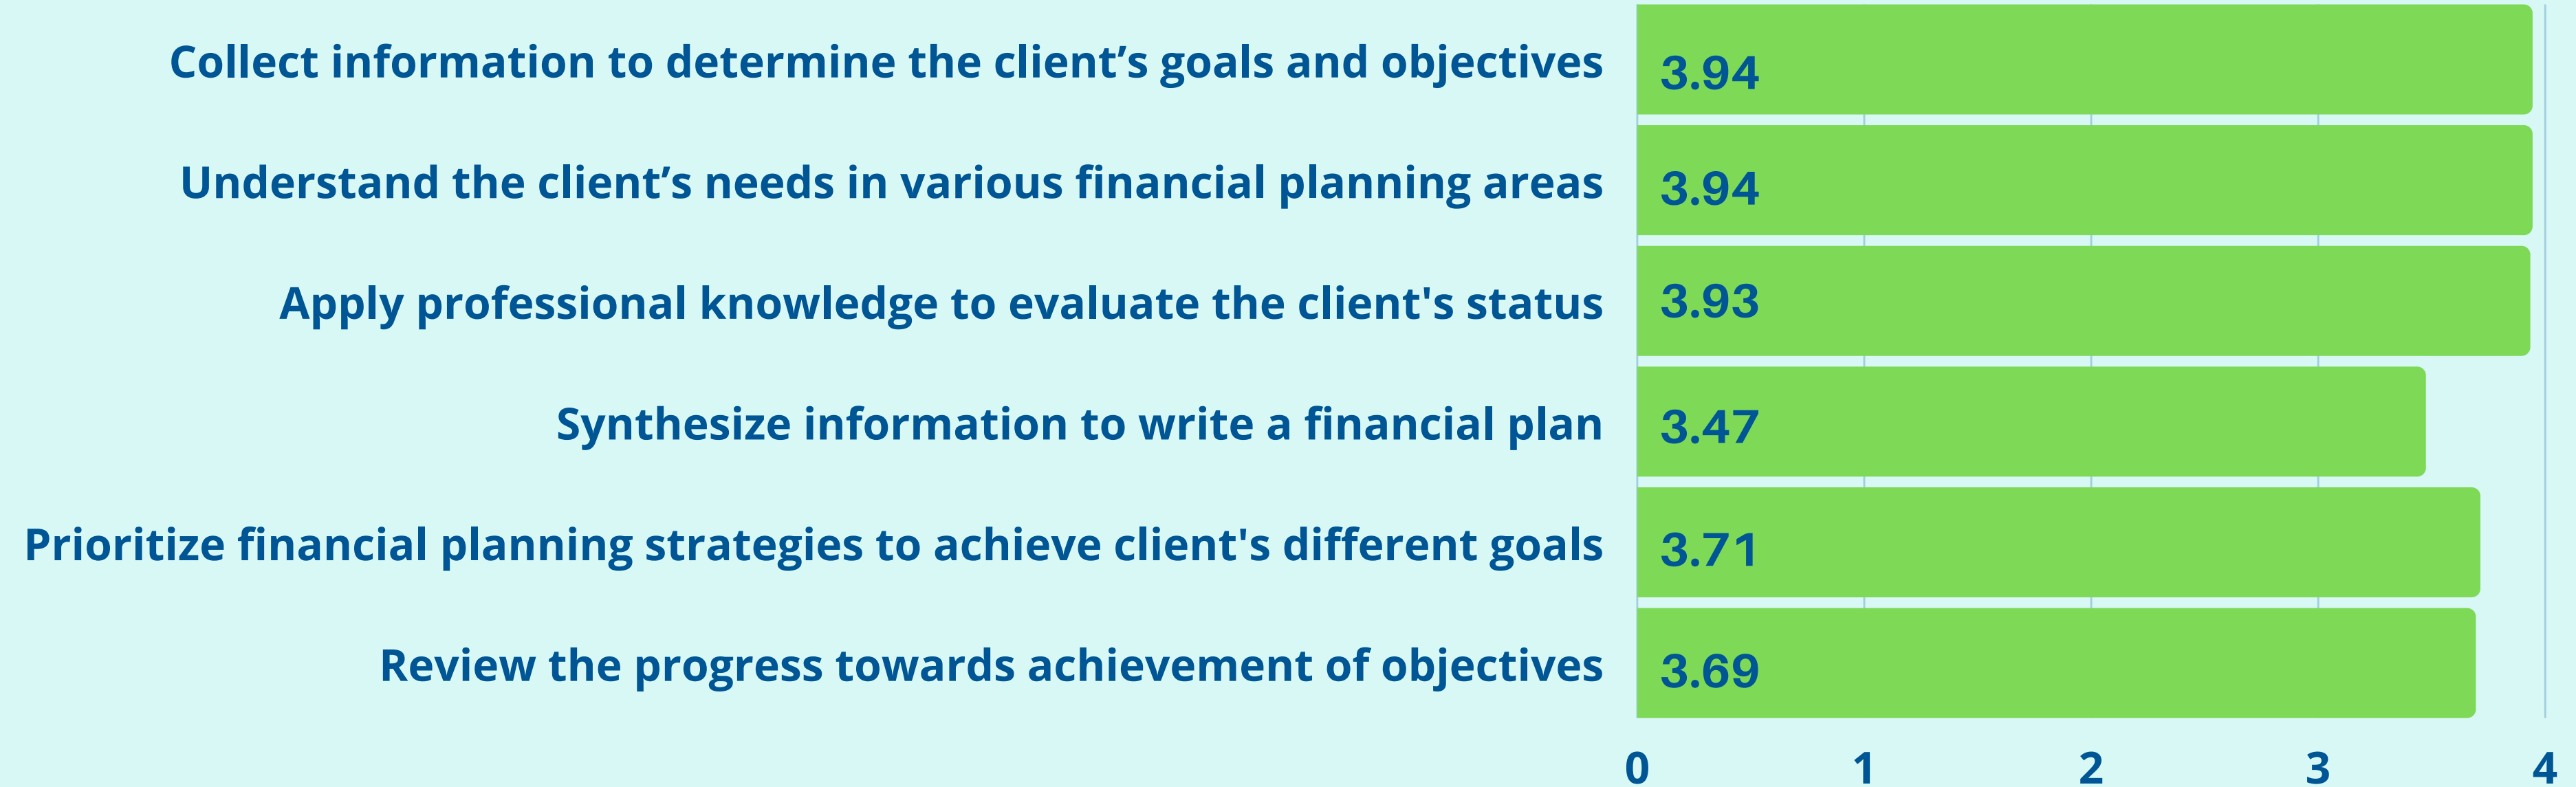 Collect information to determine the client’s goals and objectives
3.94
Understand the client’s needs in various financial planning areas
3.94
Apply professional knowledge to evaluate the client's status
3.93
Synthesize information to write a financial plan
3.47
Prioritize financial planning strategies to achieve client's different goals
3.71
Review the progress towards achievement of objectives
3.69
0 1 2 3 4